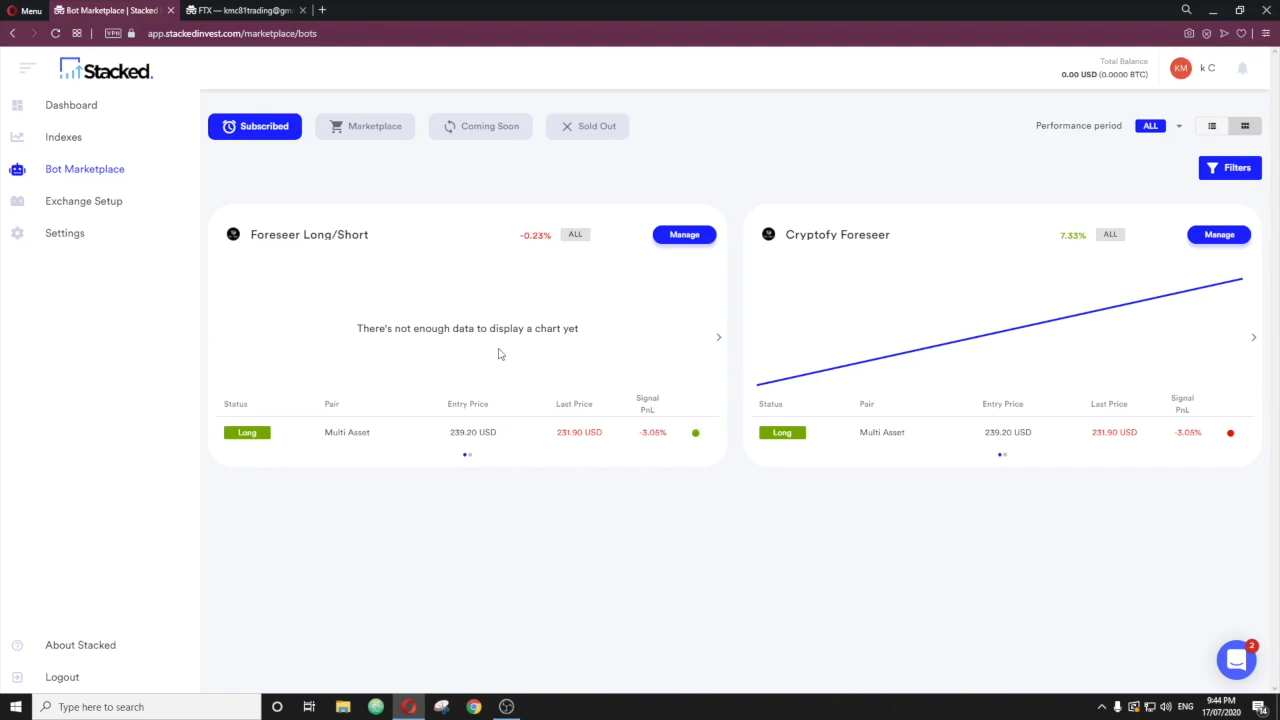 Menu
Bot Marketplace | Stacked
FTX — kmc81trading@gm
VPN
app.stackedinvest.com/marketplace/bots
Stacked.
Total Balance
0.00 USD (0.0000 BTC)
KM
k C
Dashboard
Indexes
Bot Marketplace
Exchange Setup
Settings
Subscribed
Marketplace
Coming Soon
Sold Out
Performance period
ALL
Filters
Foreseer Long/Short
-0.23%
ALL
Manage
There's not enough data to display a chart yet
Status
Pair
Entry Price
Last Price
Signal PnL
Long
Multi Asset
239.20 USD
231.90 USD
-3.05%
Cryptofy Foreseer
7.33%
ALL
Manage
Status
Pair
Entry Price
Last Price
Signal PnL
Long
Multi Asset
239.20 USD
231.90 USD
-3.05%
About Stacked
Logout
2
Type here to search
ENG
9:44 PM
17/07/2020
14